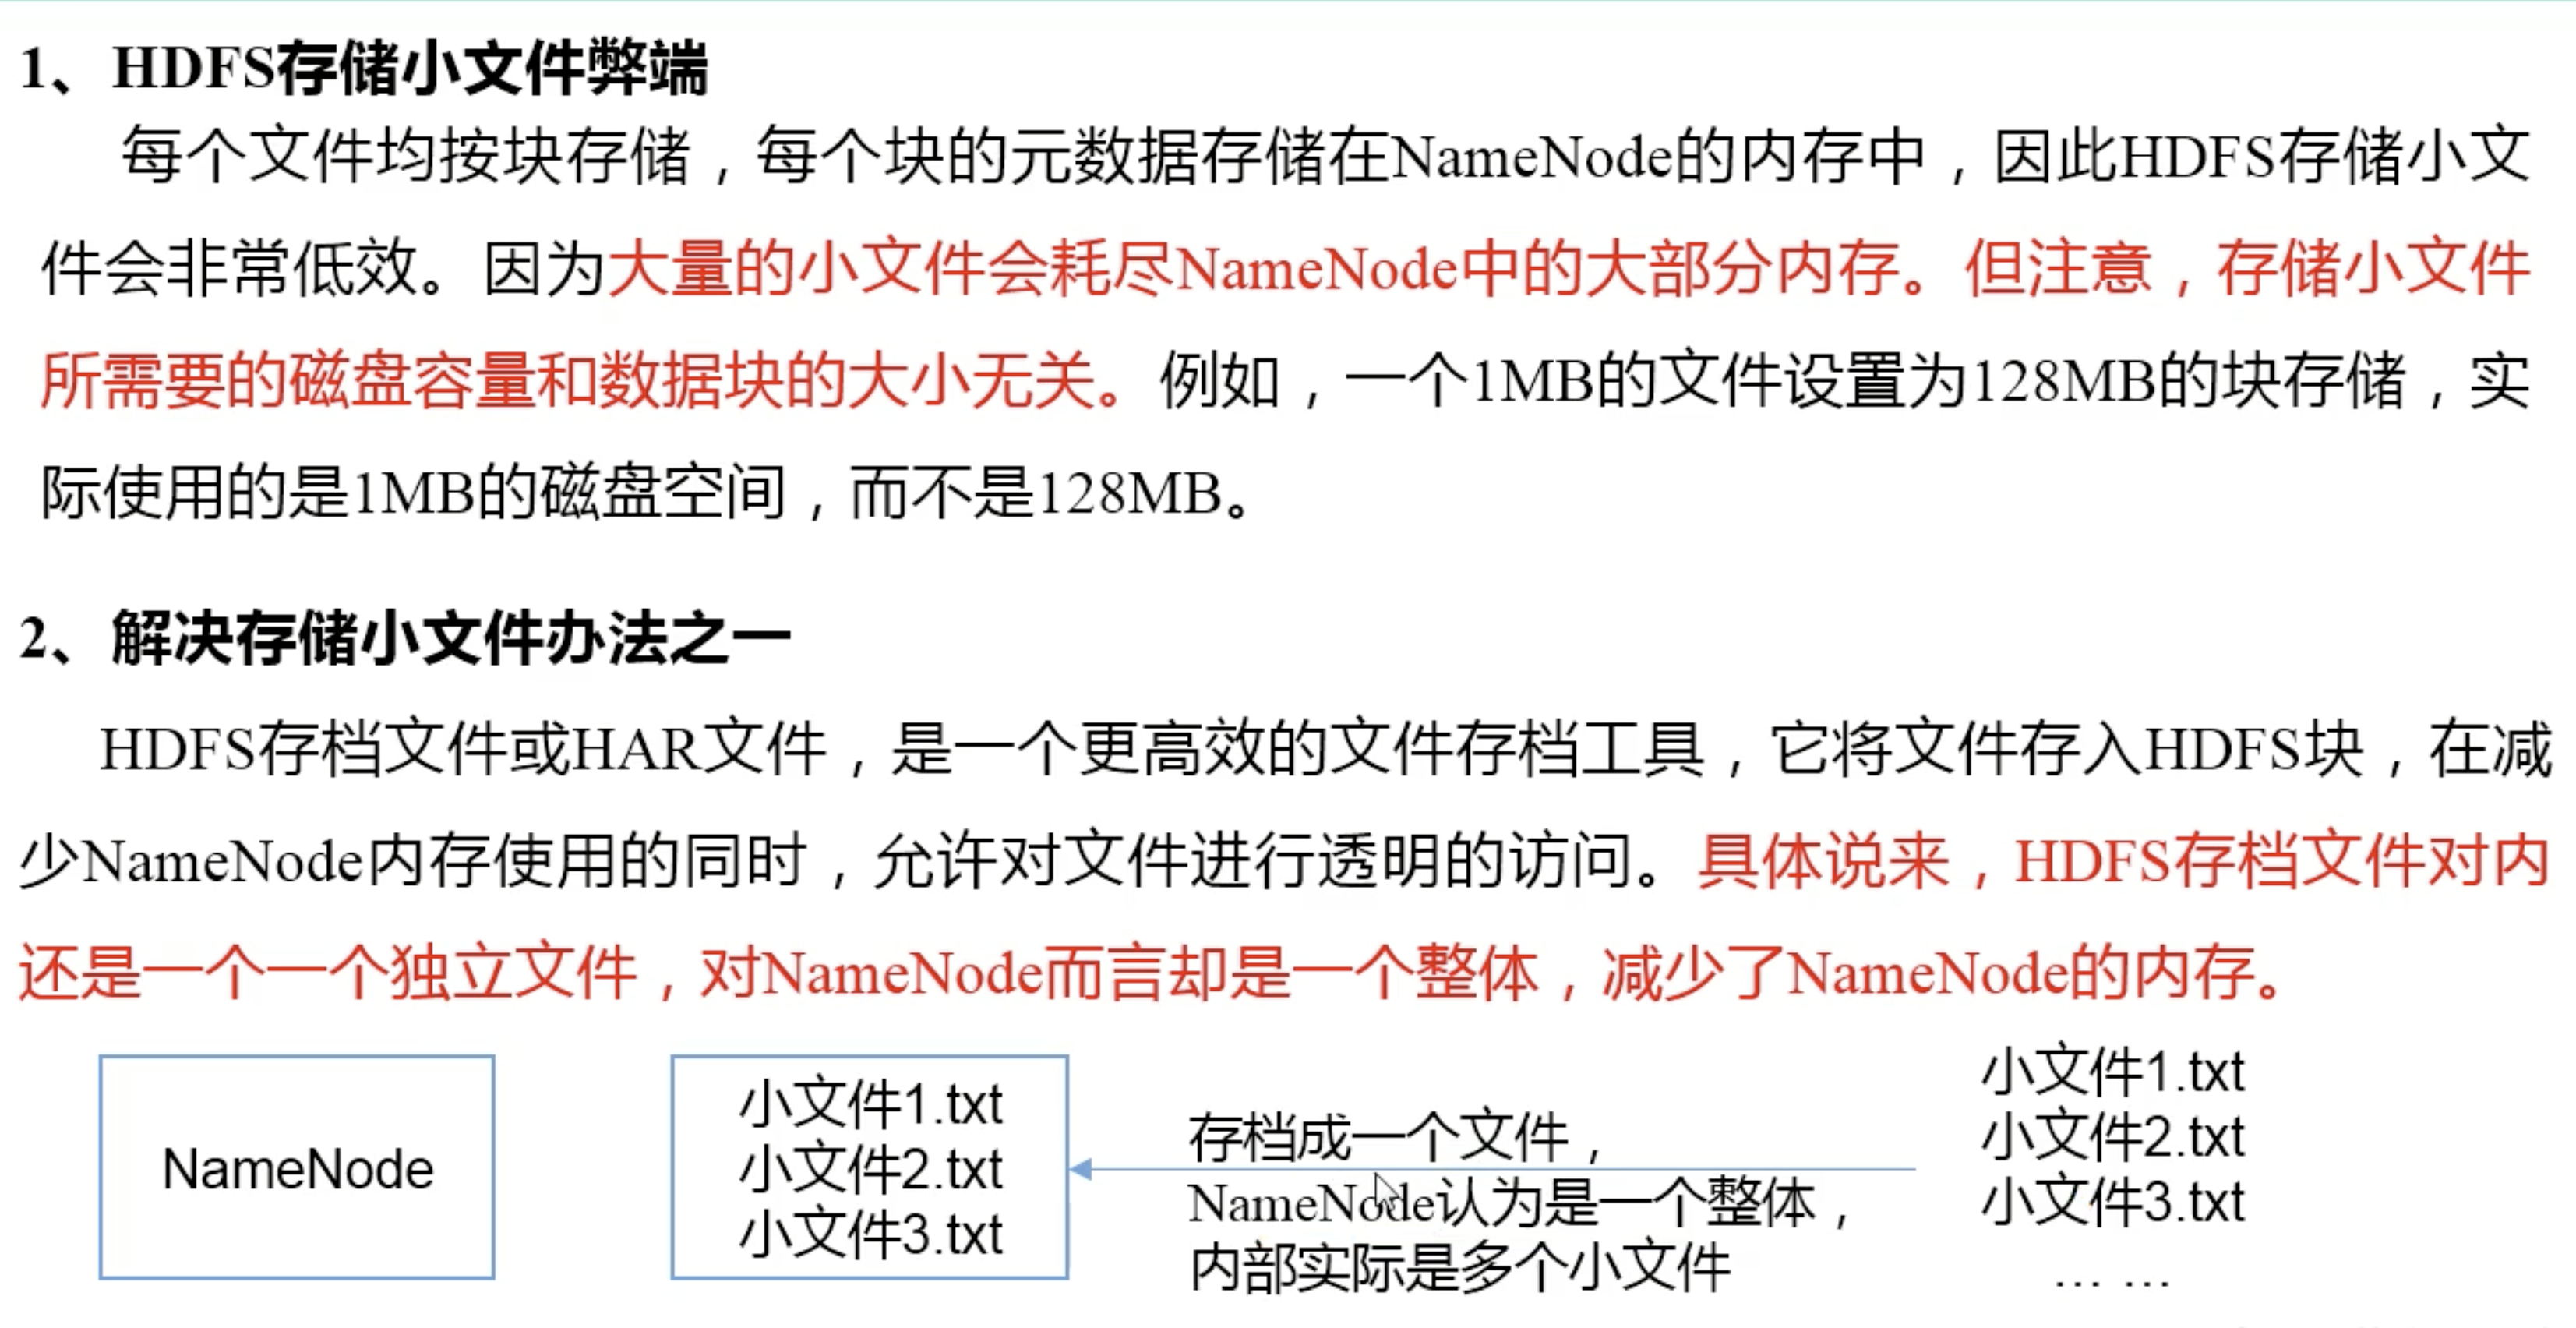 1、HDFS存储小文件弊端
每个文件均按块存储，每个块的元数据存储在NameNode的内存中，因此HDFS存储小文
件会非常低效。因为大量的小文件会耗尽NameNode中的大部分内存。但注意，存储小文件
所需要的磁盘容量和数据块的大小无关。例如，一个1MB的文件设置为128MB的块存储，实
际使用的是1MB的磁盘空间，而不是128MB。
2、解决存储小文件办法之一
HDFS存档文件或HAR文件，是一个更高效的文件存档工具，它将文件存入HDFS块，在减
少NameNode内存使用的同时，允许对文件进行透明的访问。具体说来，HDFS存档文件对内
还是一个一个独立文件，对NameNode而言却是一个整体，减少了NameNode的内存。
NameNode
小文件1.txt
小文件2.txt
小文件3.txt
存档成一个文件，
NameNode认为是一个整体，
内部实际是多个小文件
小文件1.txt
小文件2.txt
小文件3.txt
… …